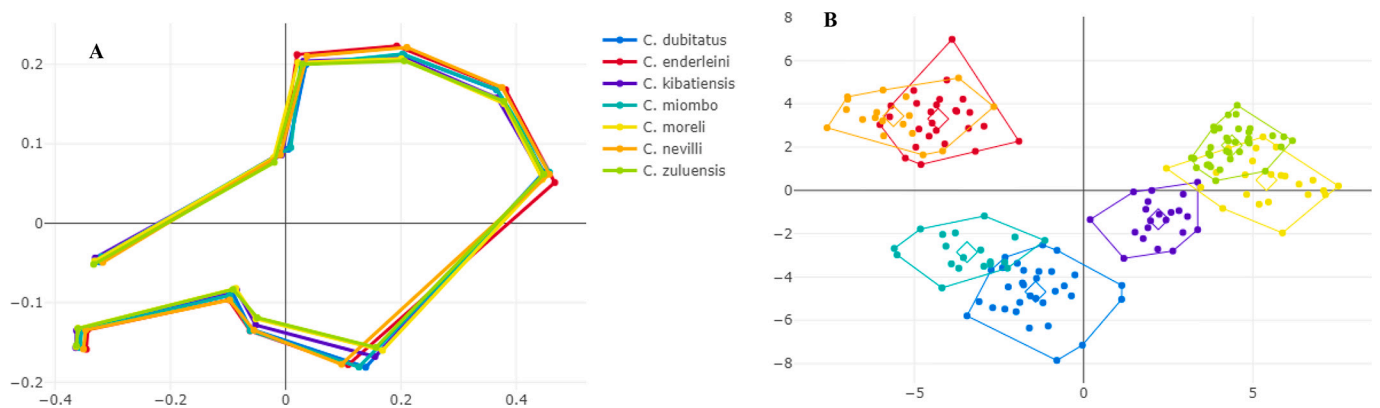 A
0.2
0.1
0
−0.1
−0.2
−0.4
−0.2
0
0.2
0.4
C. dubitatus
C. enderleini
C. kibatiensis
C. miombo
C. moreli
C. nevilli
C. zuluensis
B
8
6
4
2
0
−2
−4
−6
−8
−5
0
5